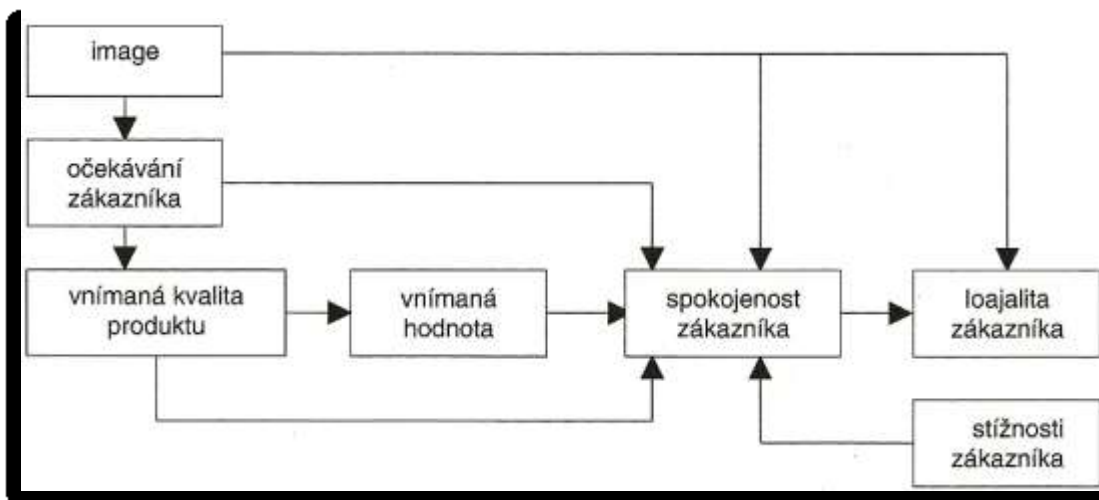 image
očekávání
zákazníka
vnímaná kvalita
produktu
vnímaná
hodnota
spokojenost
zákazníka
loajalita
zákazníka
stížnosti
zákazníka